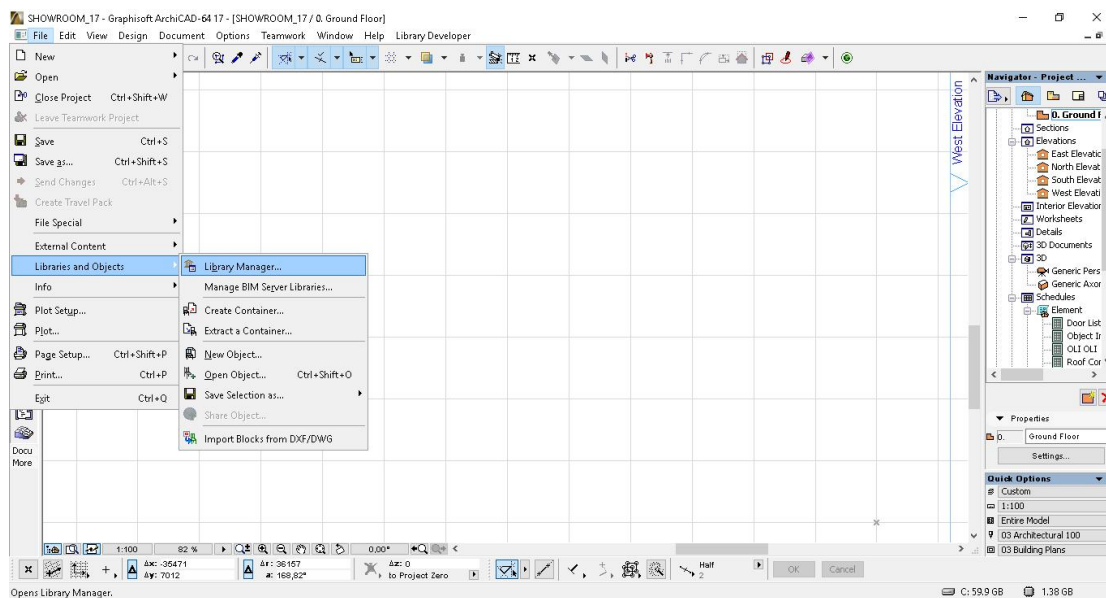 SHOWROOM_17 - Graphisoft ArchiCAD-64 17 - [SHOWROOM_17 / 0. Ground Floor]
File Edit View Design Document Options Teamwork Window Help Library Developer
New
Open
Close Project Ctrl+Shift+W
Leave Teamwork Project
Save Ctrl+S
Save as... Ctrl+Shift+S
Send Changes Ctrl+Alt+S
Create Travel Pack
File Special
External Content
Libraries and Objects
Info
Plot Setup...
Plot...
Page Setup... Ctrl+Shift+P
Print... Ctrl+P
Exit Ctrl+Q
Library Manager...
Manage BIM Server Libraries...
Create Container...
Extract a Container...
New Object...
Open Object... Ctrl+Shift+O
Save Selection as...
Share Object...
Import Blocks from DXF/DWG
Docu
More
West Elevation
Navigator - Project ...
0. Ground F
Sections
Elevations
East Elevatic
North Elevat
South Elevat
West Elevati
Interior Elevation
Worksheets
Details
3D Documents
3D
Generic Pers
Generic Axor
Schedules
Element
Door List
Object Ir
OLI OLI
Roof Cor
Properties
0. Ground Floor
Settings...
Quick Options
Custom
1:100
Entire Model
03 Architectural 100
03 Building Plans
1:100 82 % 0,00°
Δx: -35471
Δy: 7012
Δr: 36157
a: 168,82°
Δz: 0
to Project Zero
Half
2
OK Cancel
Opens Library Manager.
C: 59.9 GB 1.38 GB